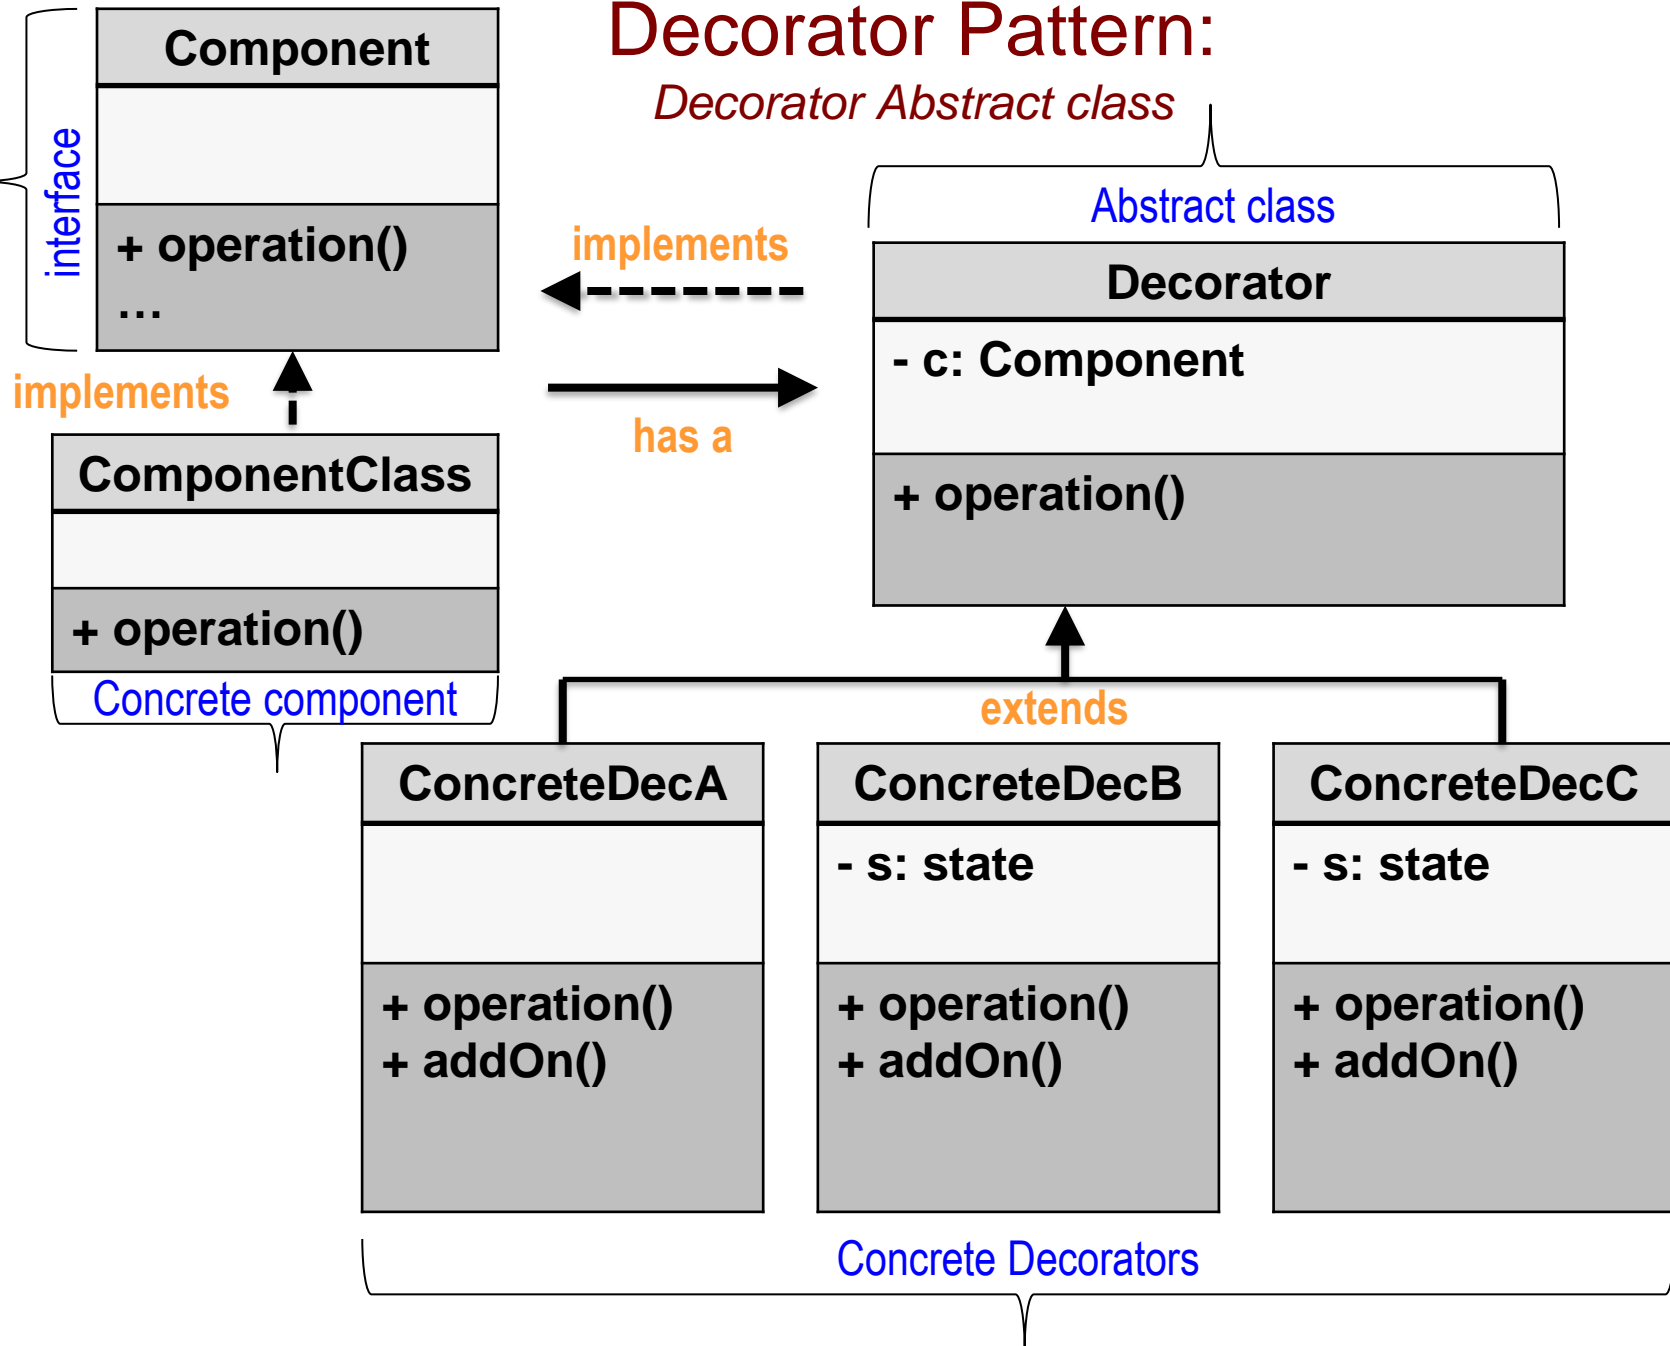 Decorator Pattern:
Decorator Abstract class
Component
interface
+ operation()
...
implements
Abstract class
Decorator
- c: Component
+ operation()
has a
implements
ComponentClass
+ operation()
Concrete component
extends
ConcreteDecA
+ operation()
+ addOn()
ConcreteDecB
- s: state
+ operation()
+ addOn()
ConcreteDecC
- s: state
+ operation()
+ addOn()
Concrete Decorators